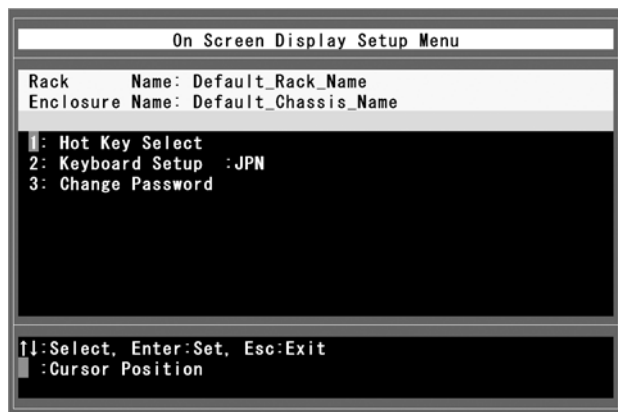 On Screen Display Setup Menu
Rack Name: Default_Rack_Name
Enclosure Name: Default_Chassis_Name
1: Hot Key Select
2: Keyboard Setup :JPN
3: Change Password
↑↓:Select, Enter:Set, Esc:Exit
:Cursor Position